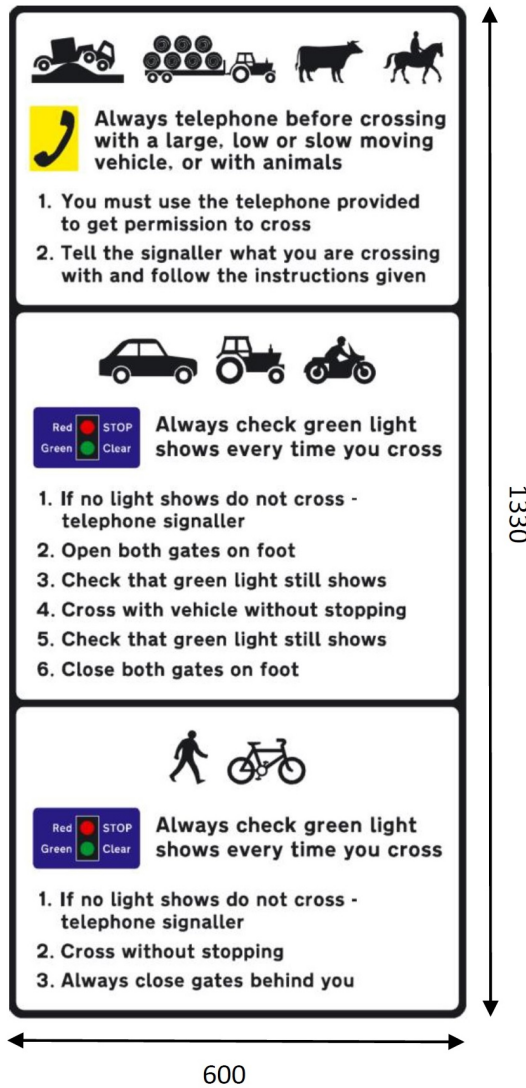 Always telephone before crossing
with a large, low or slow moving
vehicle, or with animals
1. You must use the telephone provided
to get permission to cross
2. Tell the signaller what you are crossing
with and follow the instructions given
Red STOP
Green Clear
Always check green light
shows every time you cross
1. If no light shows do not cross -
telephone signaller
2. Open both gates on foot
3. Check that green light still shows
4. Cross with vehicle without stopping
5. Check that green light still shows
6. Close both gates on foot
Red STOP
Green Clear
Always check green light
shows every time you cross
1. If no light shows do not cross -
telephone signaller
2. Cross without stopping
3. Always close gates behind you
1330
600